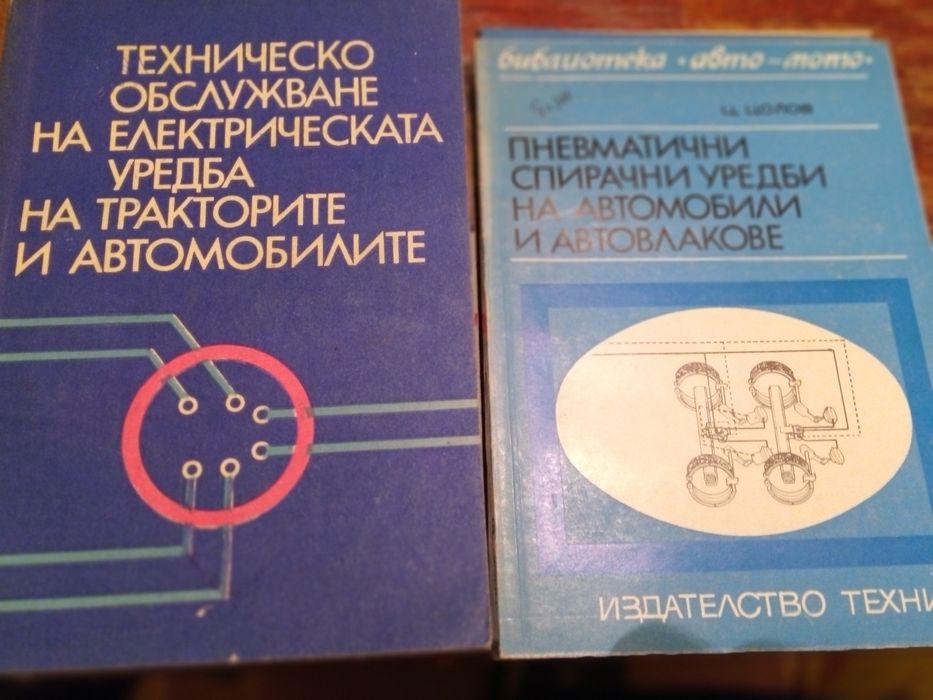 ТЕХНИЧЕСКО
ОБСЛУЖВАНЕ
НА ЕЛЕКТРИЧЕСКАТА
УРЕДБА
НА ТРАКТОРИТЕ
И АВТОМОБИЛИТЕ
библиотека • авто — мото •
Ц. ЦОЛОВ
ПНЕВМАТИЧНИ
СПИРАЧНИ УРЕДБИ
НА АВТОМОБИЛИ
И АВТОВЛАКОВЕ
ИЗДАТЕЛСТВО ТЕХНИ